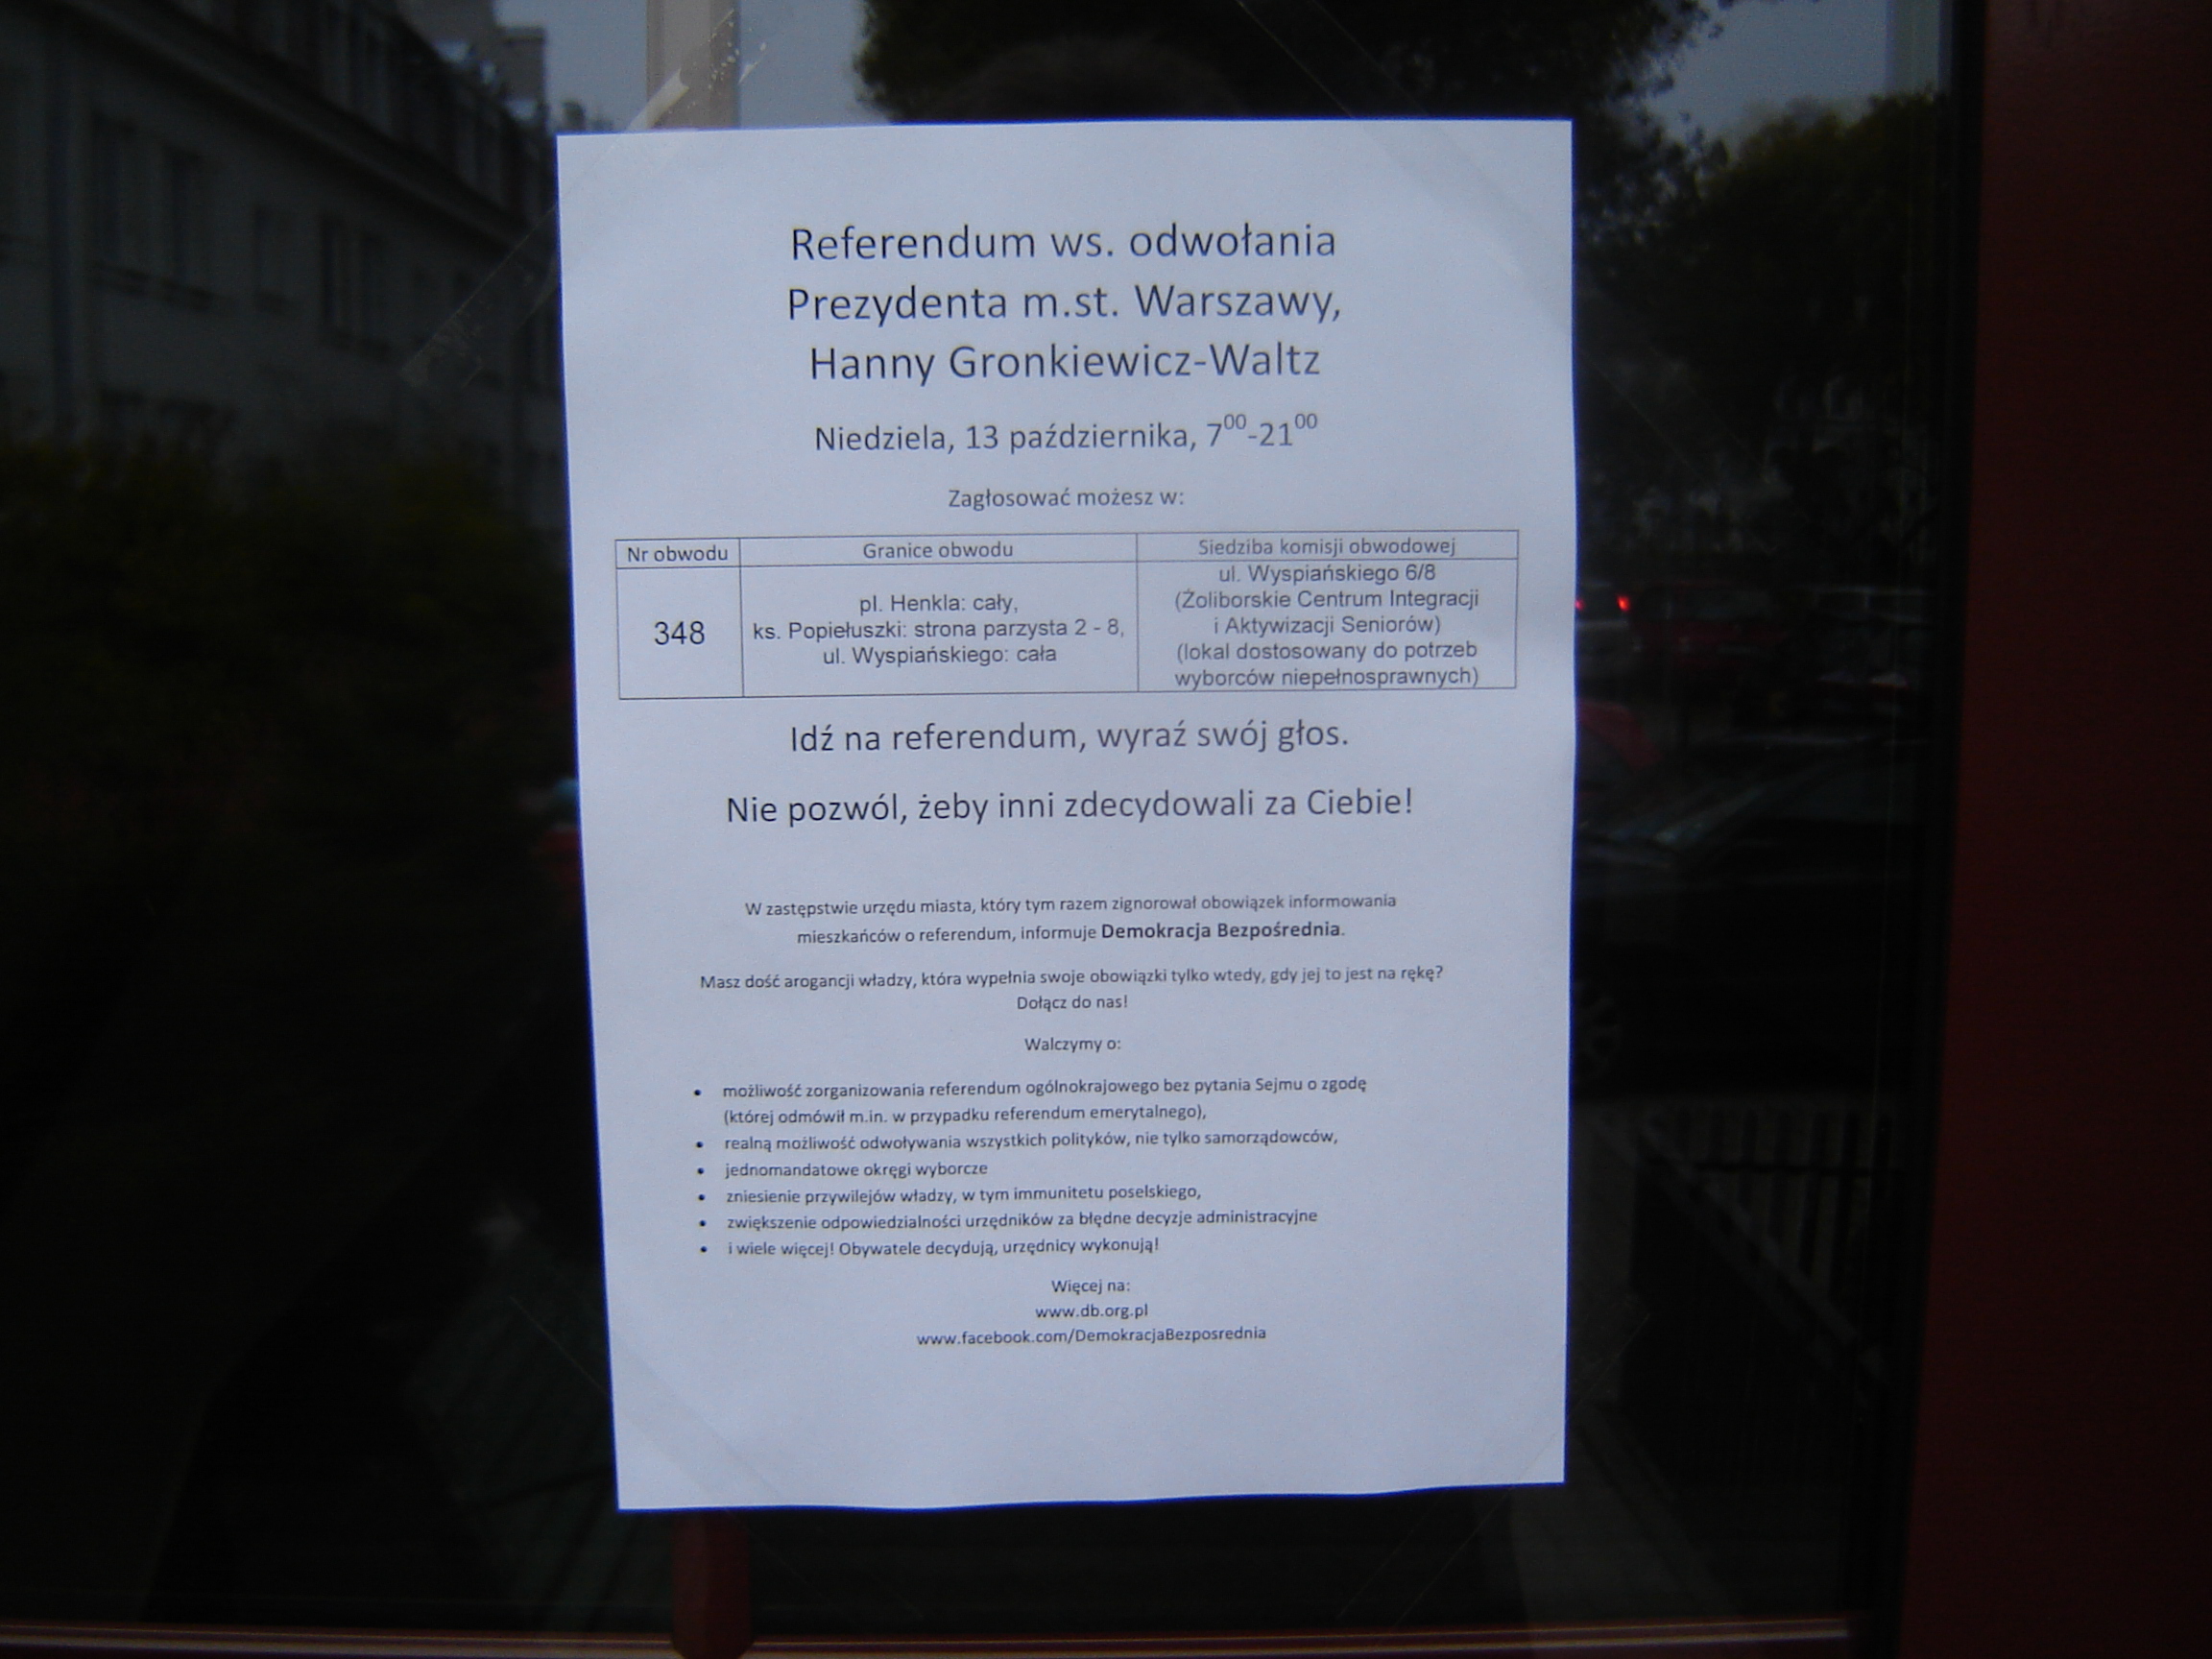 Referendum ws. odwołania
Prezydenta m.st. Warszawy,
Hanny Gronkiewicz-Waltz
Niedziela, 13 października, 7⁰⁰-21⁰⁰
Zagłosować możesz w:
Nr obwodu Granice obwodu Siedziba komisji obwodowej
348
pl. Henkla: cały,
ks. Popiełuszki: strona parzysta 2 - 8,
ul. Wyspiańskiego: cała
ul. Wyspiańskiego 6/8
(Żoliborskie Centrum Integracji
i Aktywizacji Seniorów)
(lokal dostosowany do potrzeb
wyborców niepełnosprawnych)
Idź na referendum, wyraź swój głos.
Nie pozwól, żeby inni zdecydowali za Ciebie!
W zastępstwie urzędu miasta, który tym razem zignorował obowiązek informowania
mieszkańców o referendum, informuje Demokracja Bezpośrednia.
Masz dość arogancji władzy, która wypełnia swoje obowiązki tylko wtedy, gdy jej to jest na rękę?
Dołącz do nas!
Walczymy o:
• możliwość zorganizowania referendum ogólnokrajowego bez pytania Sejmu o zgodę
(której odmówił m.in. w przypadku referendum emerytalnego),
• realną możliwość odwoływania wszystkich polityków, nie tylko samorządowców,
• jednomandatowe okręgi wyborcze
• zniesienie przywilejów władzy, w tym immunitetu poselskiego,
• zwiększenie odpowiedzialności urzędników za błędne decyzje administracyjne
• i wiele więcej! Obywatele decydują, urzędnicy wykonują!
Więcej na:
www.db.org.pl
www.facebook.com/DemokracjaBezposrednia